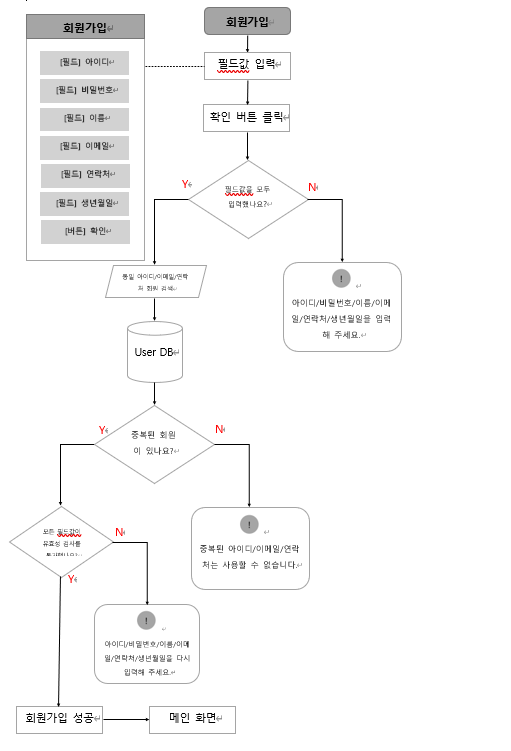 회원가입
[필드] 아이디
[필드] 비밀번호
[필드] 이름
[필드] 이메일
[필드] 연락처
[필드] 생년월일
[버튼] 확인
회원가입
필드값 입력
확인 버튼 클릭
필드값을 모두
입력했나요?
Y
N
!
아이디/비밀번호/이름/이메
일/연락처/생년월일을 입력
해 주세요.
동일 아이디/이메일/연락
처 회원 검색
User DB
중복된 회원
이 있나요?
Y
N
!
중복된 아이디/이메일/연락
처는 사용할 수 없습니다.
모든 필드값이
유효성 검사를
Y
N
!
아이디/비밀번호/이름/이메
일/연락처/생년월일을 다시
입력해 주세요.
회원가입 성공
메인 화면